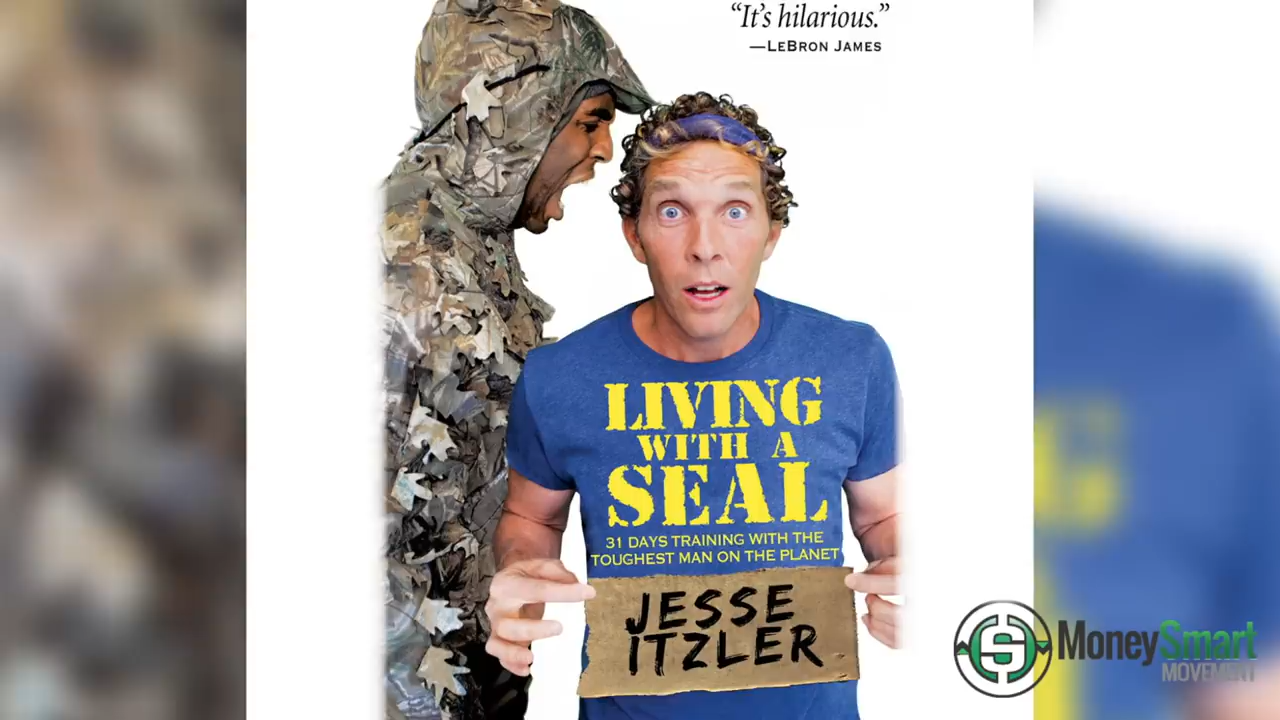 “It’s hilarious.”
—LeBron James
LIVING
WITH A
SEAL
31 DAYS TRAINING WITH THE
TOUGHEST MAN ON THE PLANET
JESSE
ITZLER
MoneySmart
MOVEMENT